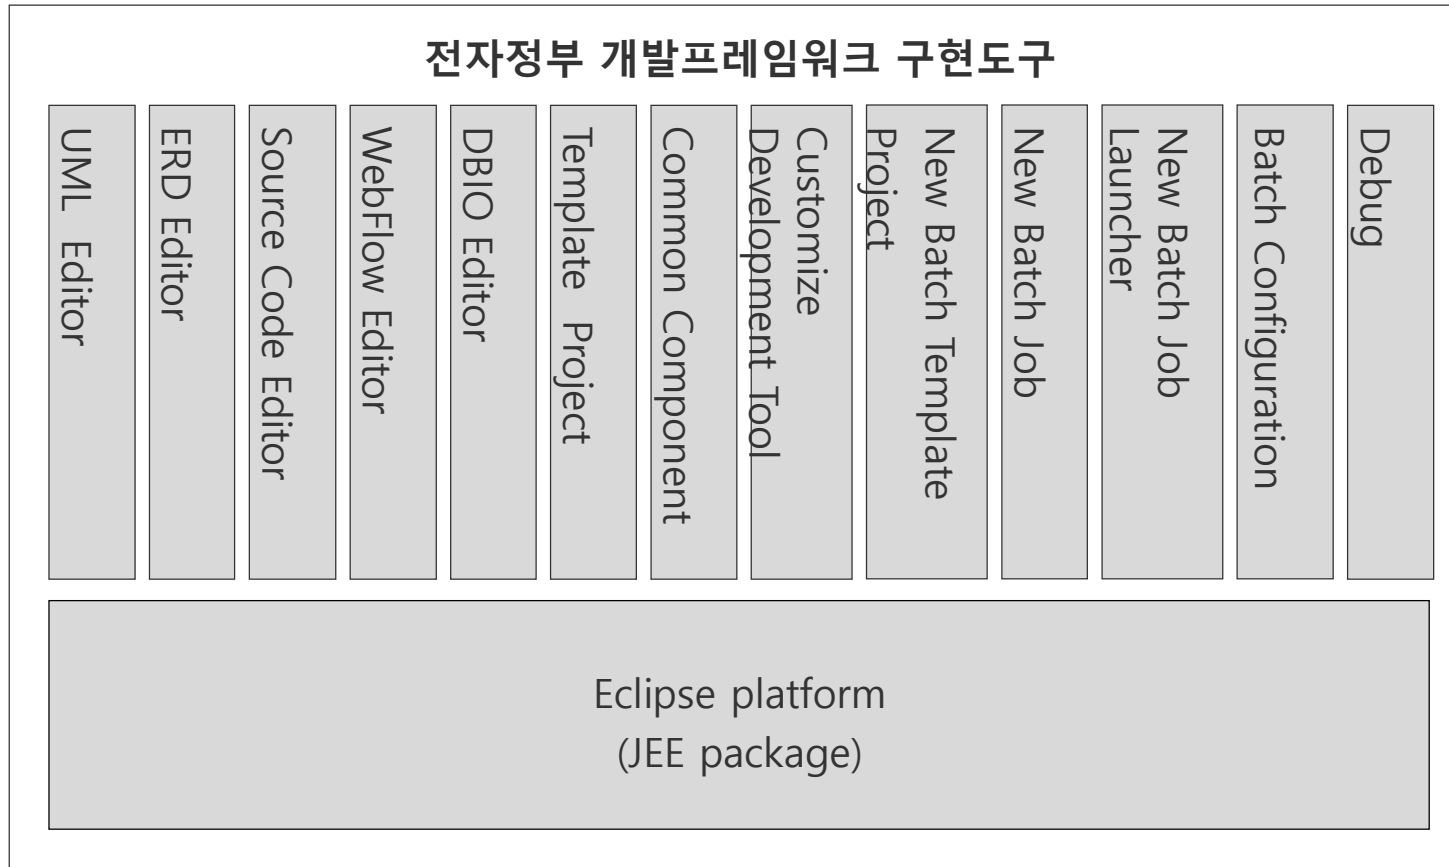 전자정부 개발프레임워크 구현도구
UML Editor
ERD Editor
Source Code Editor
WebFlow Editor
DBIO Editor
Template Project
Common Component
Customize
Development Tool
New Batch Template
Project
New Batch Job
New Batch Job
Launcher
Batch Configuration
Debug
Eclipse platform
(JEE package)